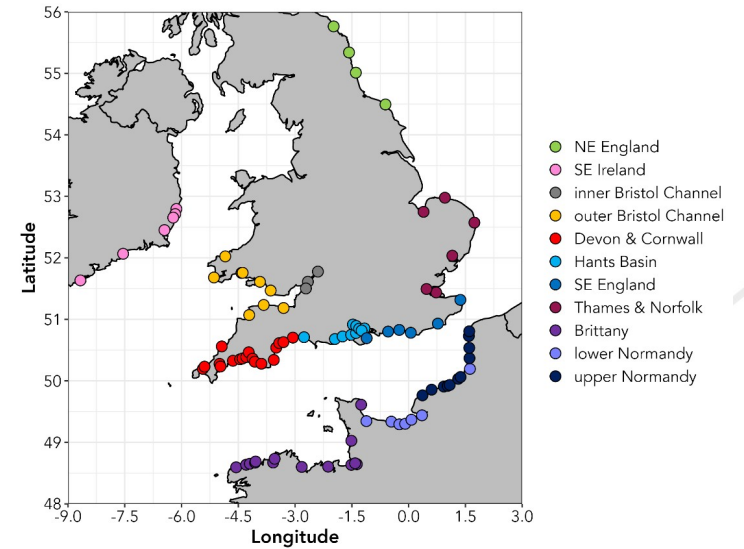 56
55
54
53
52
51
50
49
48
Latitude
-9.0 -7.5 -6.0 -4.5 -3.0 -1.5 0.0 1.5 3.0
Longitude
NE England
SE Ireland
inner Bristol Channel
outer Bristol Channel
Devon & Cornwall
Hants Basin
SE England
Thames & Norfolk
Brittany
lower Normandy
upper Normandy